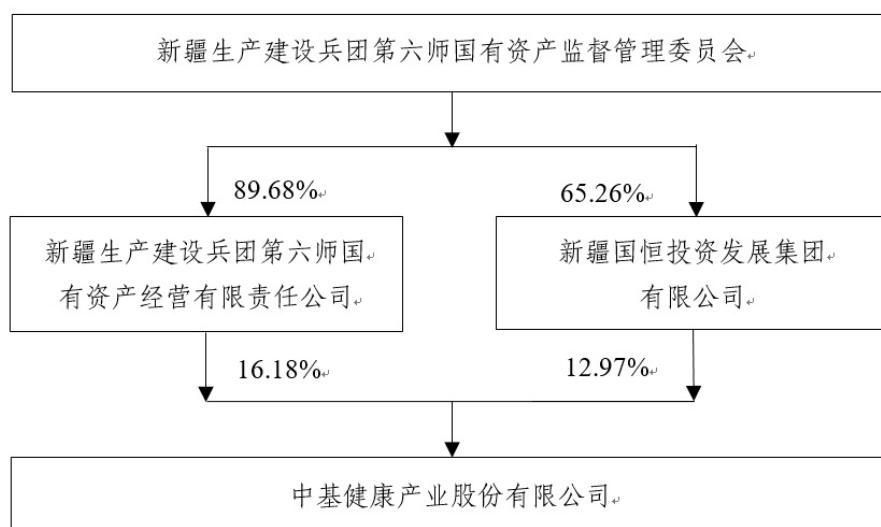 新疆生产建设兵团第六师国有资产监督管理委员会
89.68%
65.26%
新疆生产建设兵团第六师国
有资产经营有限责任公司
新疆国恒投资发展集团
有限公司
16.18%
12.97%
中基健康产业股份有限公司